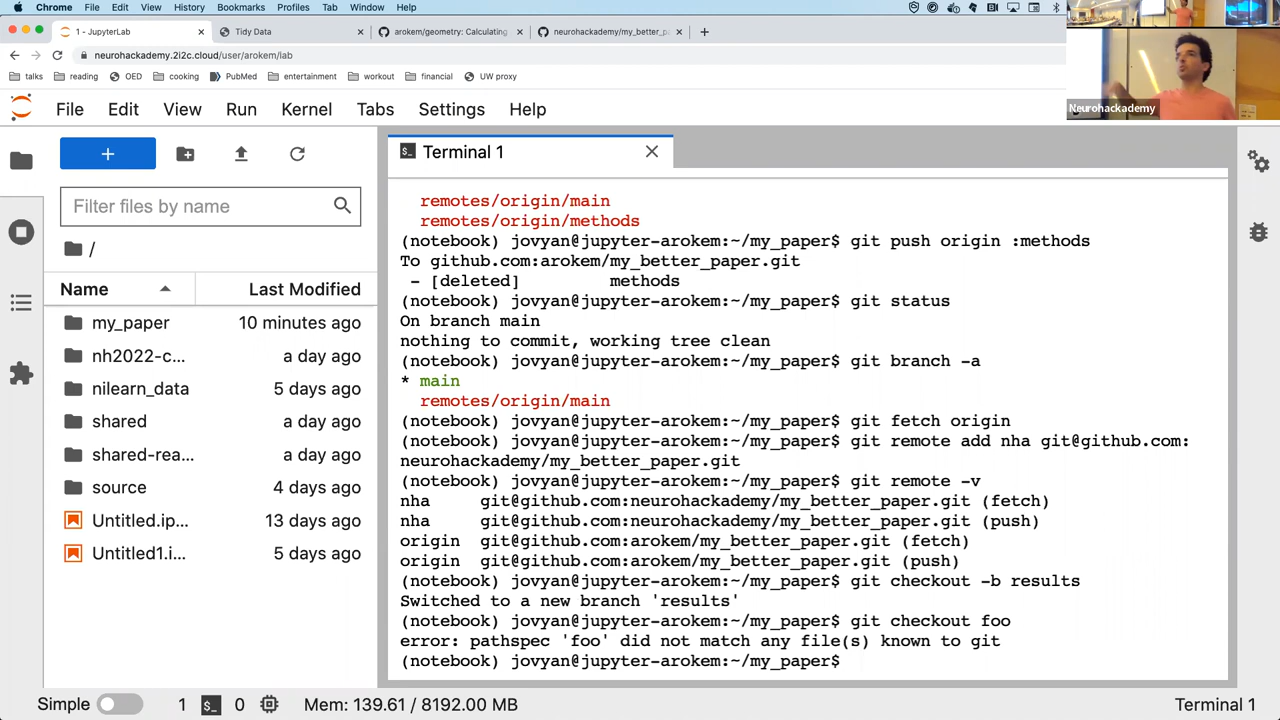 Chrome File Edit View History Bookmarks Profiles Tab Window Help
1 - JupyterLab
Tidy Data
arokem/geometry: Calculating
neurohackademy/my_better_p
neurohackademy.2i2c.cloud/user/arokem/lab
talks reading OED cooking PubMed entertainment workout financial UW proxy
Neurohackademy
File Edit View Run Kernel Tabs Settings Help
+
Filter files by name
/
Name Last Modified
my_paper 10 minutes ago
nh2022-c... a day ago
nilearn_data 5 days ago
shared a day ago
shared-rea... a day ago
source 4 days ago
Untitled.ip... 13 days ago
Untitled1.i... 5 days ago
Terminal 1
remotes/origin/main
remotes/origin/methods
(notebook) jovyan@jupyter-arokem:~/my_paper$ git push origin :methods
To github.com:arokem/my_better_paper.git
- [deleted] methods
(notebook) jovyan@jupyter-arokem:~/my_paper$ git status
On branch main
nothing to commit, working tree clean
(notebook) jovyan@jupyter-arokem:~/my_paper$ git branch -a
* main
remotes/origin/main
(notebook) jovyan@jupyter-arokem:~/my_paper$ git fetch origin
(notebook) jovyan@jupyter-arokem:~/my_paper$ git remote add nha git@github.com:
neurohackademy/my_better_paper.git
(notebook) jovyan@jupyter-arokem:~/my_paper$ git remote -v
nha git@github.com:neurohackademy/my_better_paper.git (fetch)
nha git@github.com:neurohackademy/my_better_paper.git (push)
origin git@github.com:arokem/my_better_paper.git (fetch)
origin git@github.com:arokem/my_better_paper.git (push)
(notebook) jovyan@jupyter-arokem:~/my_paper$ git checkout -b results
Switched to a new branch 'results'
(notebook) jovyan@jupyter-arokem:~/my_paper$ git checkout foo
error: pathspec 'foo' did not match any file(s) known to git
(notebook) jovyan@jupyter-arokem:~/my_paper$
Simple 1 0 Mem: 139.61 / 8192.00 MB Terminal 1